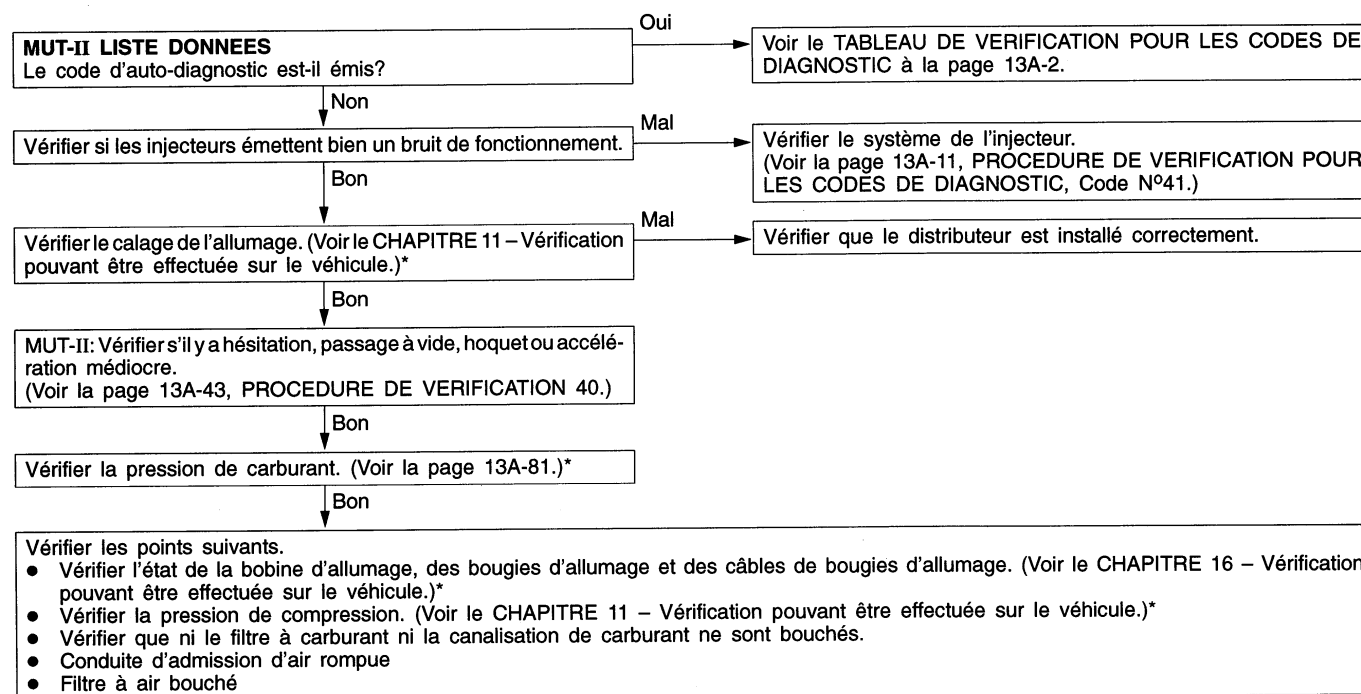 Oui
MUT-II LISTE DONNEES
Le code d'auto-diagnostic est-il émis?
Voir le TABLEAU DE VERIFICATION POUR LES CODES DE
DIAGNOSTIC à la page 13A-2.
Non
Mal
Vérifier si les injecteurs émettent bien un bruit de fonctionnement.
Vérifier le système de l'injecteur.
(Voir la page 13A-11, PROCEDURE DE VERIFICATION POUR
LES CODES DE DIAGNOSTIC, Code Nº41.)
Bon
Mal
Vérifier le calage de l'allumage. (Voir le CHAPITRE 11 – Vérification
pouvant être effectuée sur le véhicule.)*
Vérifier que le distributeur est installé correctement.
Bon
MUT-II: Vérifier s'il y a hésitation, passage à vide, hoquet ou accélé-
ration médiocre.
(Voir la page 13A-43, PROCEDURE DE VERIFICATION 40.)
Bon
Vérifier la pression de carburant. (Voir la page 13A-81.)*
Bon
Vérifier les points suivants.
● Vérifier l'état de la bobine d'allumage, des bougies d'allumage et des câbles de bougies d'allumage. (Voir le CHAPITRE 16 – Vérification
pouvant être effectuée sur le véhicule.)*
● Vérifier la pression de compression. (Voir le CHAPITRE 11 – Vérification pouvant être effectuée sur le véhicule.)*
● Vérifier que ni le filtre à carburant ni la canalisation de carburant ne sont bouchés.
● Conduite d'admission d'air rompue
● Filtre à air bouché